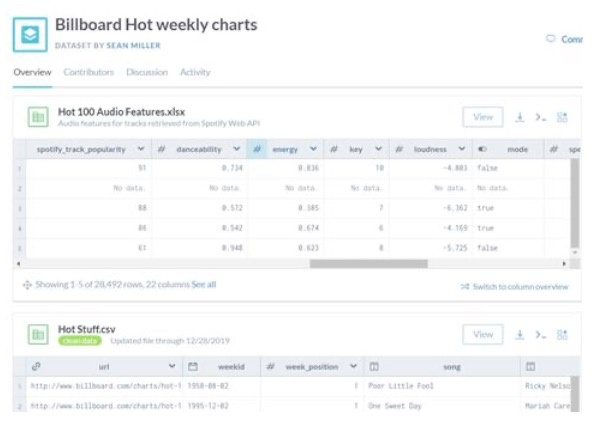 Billboard Hot weekly charts
DATASET BY SEAN MILLER
Comm
Overview Contributors Discussion Activity
Hot 100 Audio Features.xlsx
Audio features for tracks retrieved from Spotify Web API
View
spotify_track_popularity # danceability # energy # key # loudness mode # spe
1 91 0.734 0.836 10 -4.803 false
2 No data. No data. No data. No data. No data. No data.
3 88 0.572 0.385 7 -6.362 true
4 86 0.542 0.674 6 -4.169 true
5 61 0.948 0.623 8 -5.725 false
Showing 1-5 of 28,492 rows, 22 columns See all
Switch to column overview
Hot Stuff.csv
clean data Updated file through 12/28/2019
View
url weekid # week_position song
1 http://www.billboard.com/charts/hot-1 1958-08-02 1 Poor Little Fool Ricky Nelso
2 http://www.billboard.com/charts/hot-1 1995-12-02 1 One Sweet Day Mariah Care